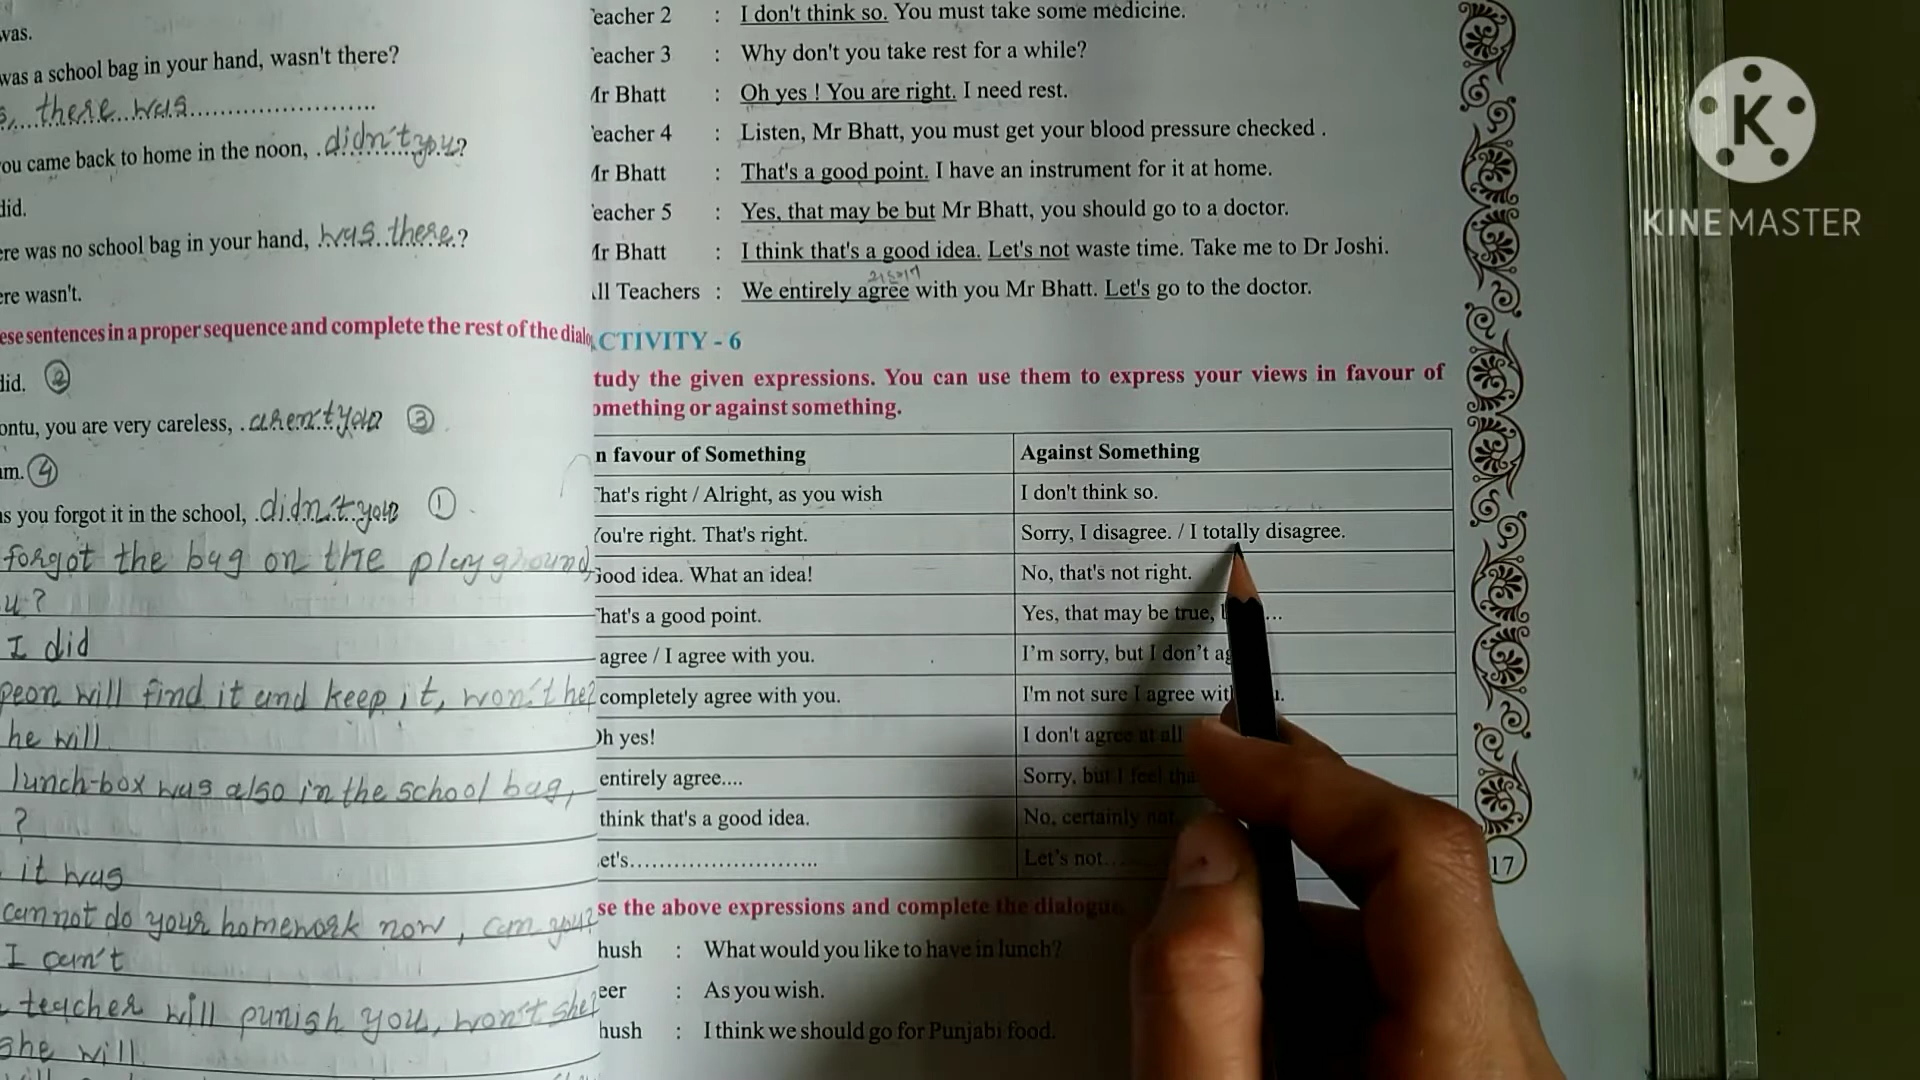 was.
was a school bag in your hand, wasn't there?
there was
you came back to home in the noon, didn't you?
did.
ere was no school bag in your hand, was there?
ere wasn't.
ese sentences in a proper sequence and complete the rest of the dialo
did. 2
ontu, you are very careless, aren't you 3
am. 4
as you forgot it in the school, didn't you 1
forgot the bag on the playground,
u?
I did
peon will find it and keep it, won't he?
he will
lunch-box was also in the school bag,
?
it was
cannot do your homework now, can you?
I can't
teacher will punish you, won't she?
she will
eacher 2 : I don't think so. You must take some medicine.
eacher 3 : Why don't you take rest for a while?
Mr Bhatt : Oh yes ! You are right. I need rest.
eacher 4 : Listen, Mr Bhatt, you must get your blood pressure checked .
Mr Bhatt : That's a good point. I have an instrument for it at home.
eacher 5 : Yes, that may be but Mr Bhatt, you should go to a doctor.
Mr Bhatt : I think that's a good idea. Let's not waste time. Take me to Dr Joshi.
ll Teachers : We entirely agree with you Mr Bhatt. Let's go to the doctor.
CTIVITY - 6
tudy the given expressions. You can use them to express your views in favour of
omething or against something.
n favour of Something Against Something
That's right / Alright, as you wish I don't think so.
You're right. That's right. Sorry, I disagree. / I totally disagree.
Good idea. What an idea! No, that's not right.
That's a good point. Yes, that may be true, ...
agree / I agree with you. I'm sorry, but I don't ag
completely agree with you. I'm not sure I agree with
Oh yes! I don't agree at all
entirely agree.... Sorry, but I feel tha
think that's a good idea. No, certainly not
et's........................... Let's not...
17
se the above expressions and complete the dialogue
hush : What would you like to have in lunch?
eer : As you wish.
hush : I think we should go for Punjabi food.
K
KINEMASTER